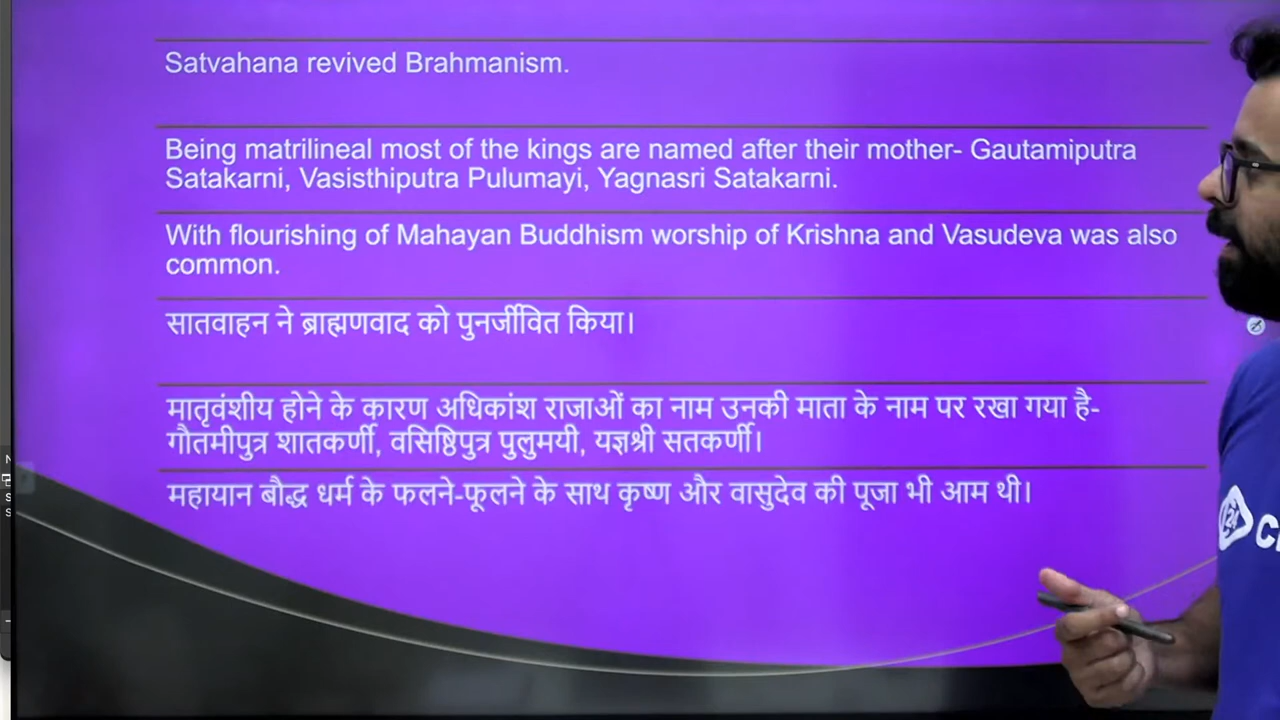 Satvahana revived Brahmanism.
Being matrilineal most of the kings are named after their mother- Gautamiputra
Satakarni, Vasisthiputra Pulumayi, Yagnasri Satakarni.
With flourishing of Mahayan Buddhism worship of Krishna and Vasudeva was also
common.
सातवाहन ने ब्राह्मणवाद को पुनर्जीवित किया।
मातृवंशीय होने के कारण अधिकांश राजाओं का नाम उनकी माता के नाम पर रखा गया है-
गौतमीपुत्र शातकर्णी, वसिष्ठिपुत्र पुलुमयी, यज्ञश्री सतकर्णी।
महायान बौद्ध धर्म के फलने-फूलने के साथ कृष्ण और वासुदेव की पूजा भी आम थी।